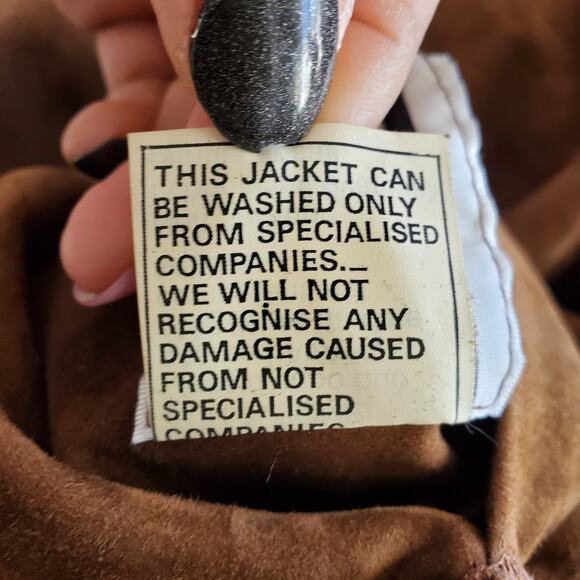 THIS JACKET CAN
BE WASHED ONLY
FROM SPECIALISED
COMPANIES._
WE WILL NOT
RECOGNISE ANY
DAMAGE CAUSED
FROM NOT
SPECIALISED
COMPANIES